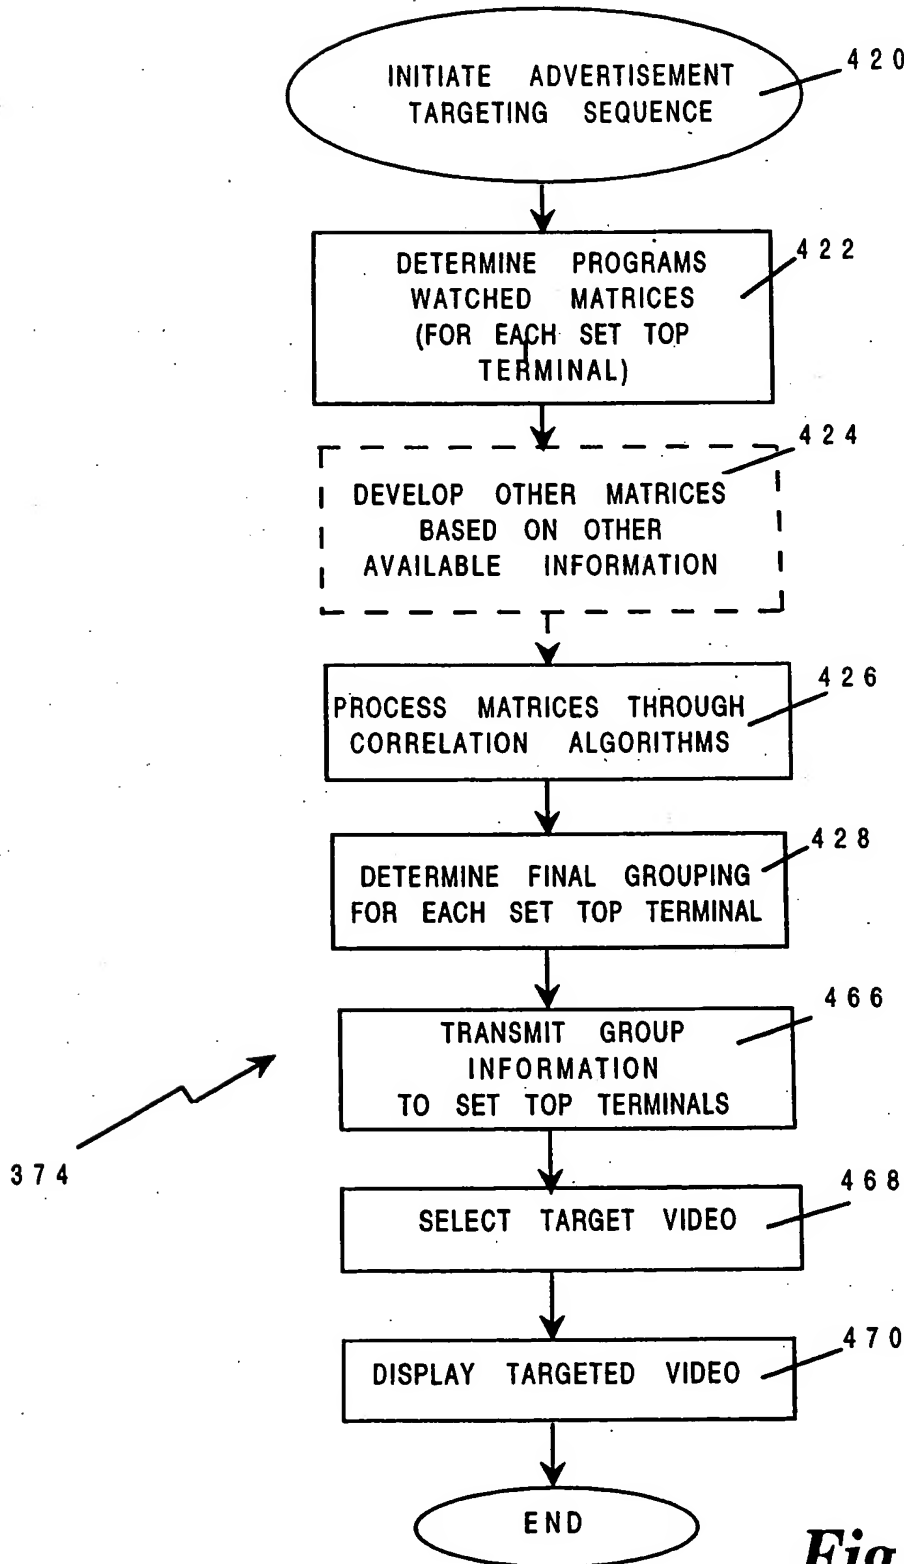 INITIATE ADVERTISEMENT
TARGETING SEQUENCE
420
DETERMINE PROGRAMS
WATCHED MATRICES
(FOR EACH SET TOP
TERMINAL)
422
DEVELOP OTHER MATRICES
BASED ON OTHER
AVAILABLE INFORMATION
424
PROCESS MATRICES THROUGH
CORRELATION ALGORITHMS
426
DETERMINE FINAL GROUPING
FOR EACH SET TOP TERMINAL
428
TRANSMIT GROUP
INFORMATION
TO SET TOP TERMINALS
466
374
SELECT TARGET VIDEO
468
DISPLAY TARGETED VIDEO
470
END
Fig